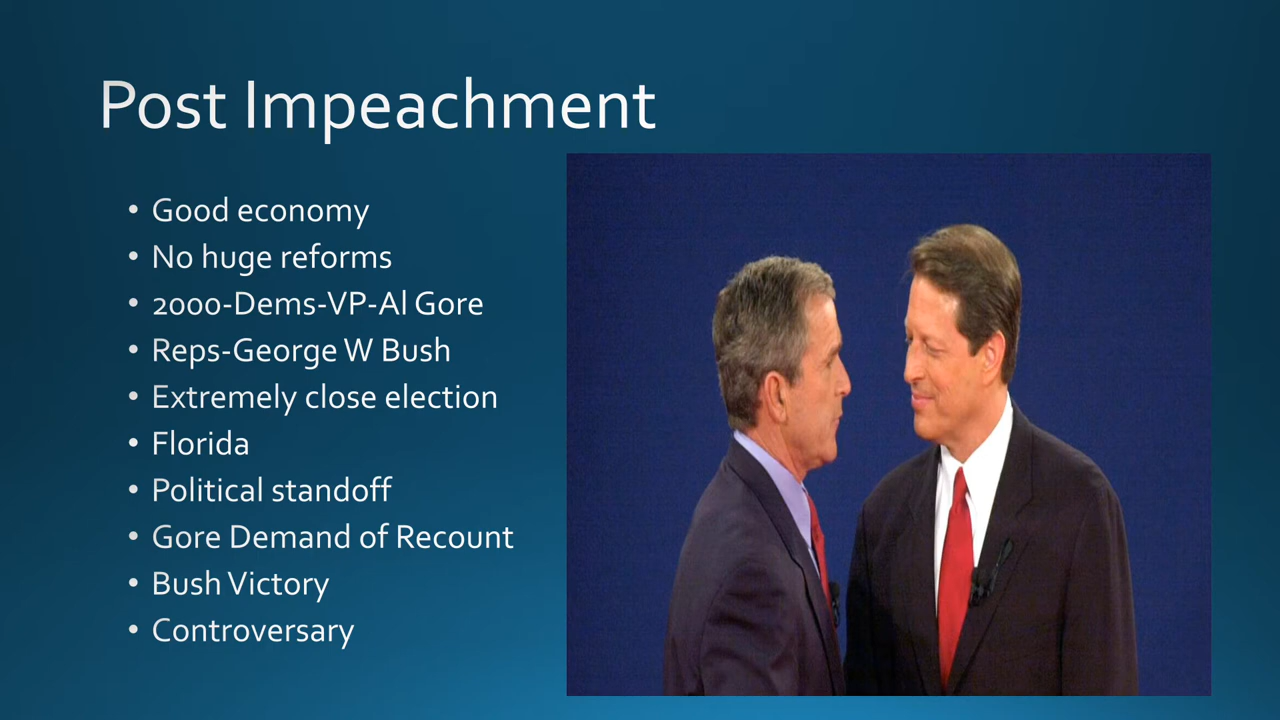 Post Impeachment
• Good economy
• No huge reforms
• 2000-Dems-VP-Al Gore
• Reps-George W Bush
• Extremely close election
• Florida
• Political standoff
• Gore Demand of Recount
• Bush Victory
• Controversary